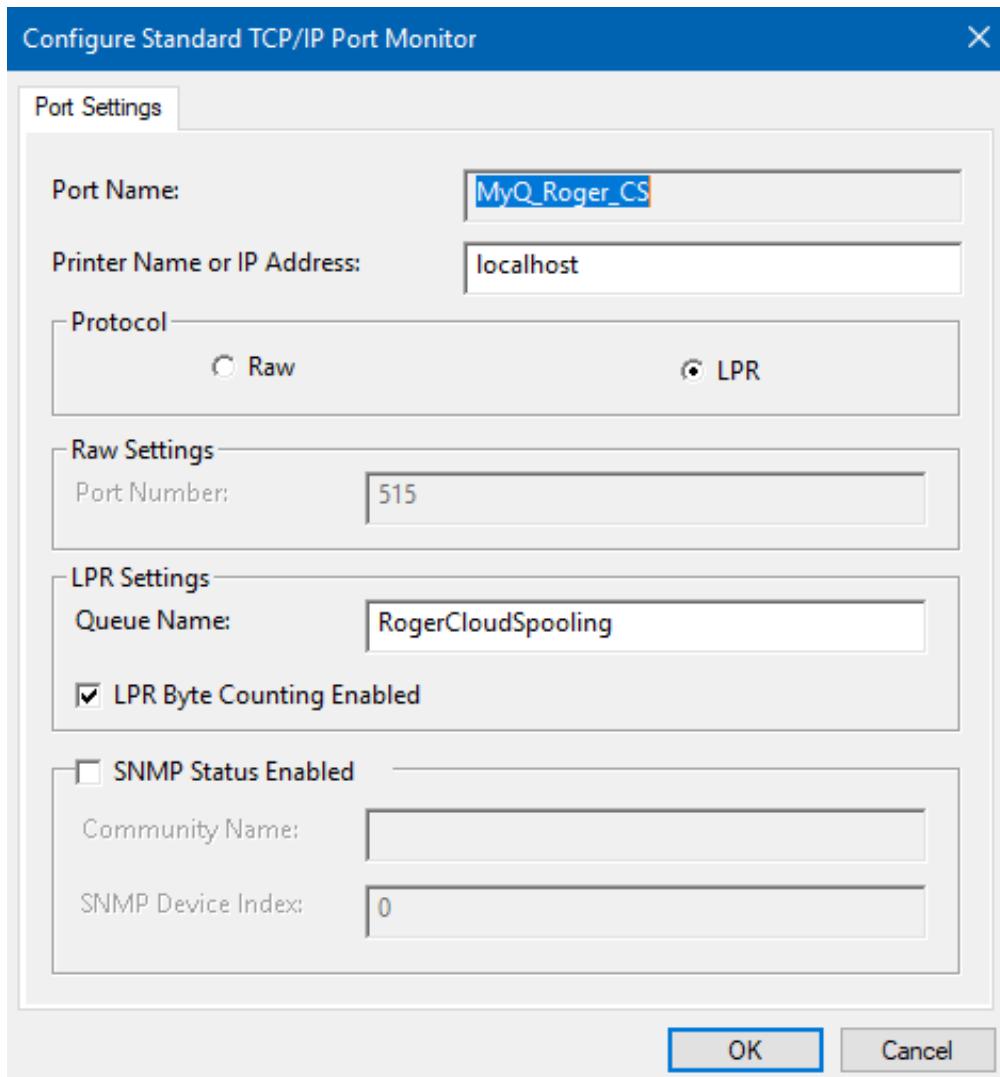 Configure Standard TCP/IP Port Monitor
Port Settings
Port Name: MyQ_Roger_CS
Printer Name or IP Address: localhost
Protocol
Raw LPR
Raw Settings
Port Number: 515
LPR Settings
Queue Name: RogerCloudSpooling
LPR Byte Counting Enabled
SNMP Status Enabled
Community Name:
SNMP Device Index: 0
OK Cancel